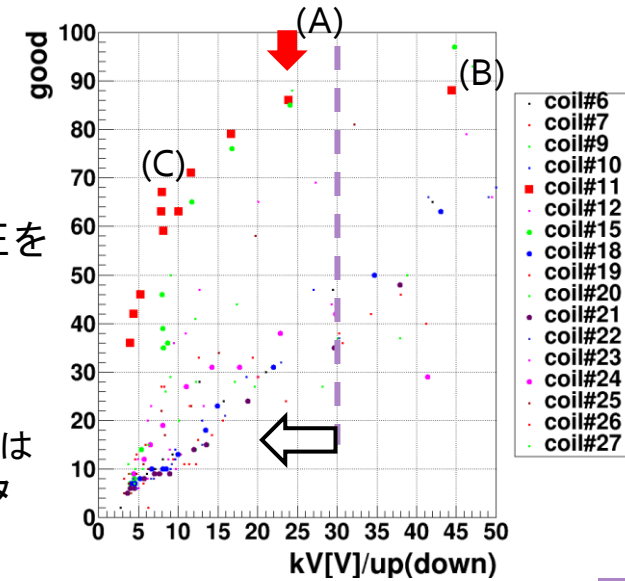 (A)
(B)
(C)
good
100
90
80
70
60
50
40
30
20
10
0
0 5 10 15 20 25 30 35 40 45 50
kV[V]/up(down)
coil#6
coil#7
coil#9
coil#10
coil#11
coil#12
coil#15
coil#18
coil#19
coil#20
coil#21
coil#22
coil#23
coil#24
coil#25
coil#26
coil#27
圧を
は
タ